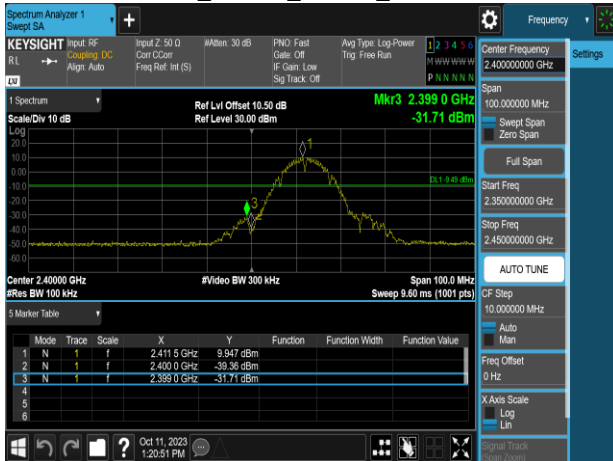 Spectrum Analyzer 1
Swept SA
Frequency
Settings
KEYSIGHT
RL
LXI
Input: RF
Coupling: DC
Align: Auto
Input Z: 50 Ω
Corr CCorr
Freq Ref: Int (S)
#Atten: 30 dB
PNO: Fast
Gate: Off
IF Gain: Low
Sig Track: Off
Avg Type: Log-Power
Trig: Free Run
1 2 3 4 5 6
M W W W W W
P N N N N N
1 Spectrum
Scale/Div 10 dB
Ref Lvl Offset 10.50 dB
Ref Level 30.00 dBm
Mkr3 2.399 0 GHz
-31.71 dBm
Log
20.0
10.0
0.00
-10.0
-20.0
-30.0
-40.0
-50.0
-60.0
1
DL1 -9.49 dBm
3
2
Center 2.40000 GHz
#Video BW 300 kHz
Span 100.0 MHz
#Res BW 100 kHz
Sweep 9.60 ms (1001 pts)
5 Marker Table
Mode Trace Scale X Y Function Function Width Function Value
1 N 1 f 2.411 5 GHz 9.947 dBm
2 N 1 f 2.400 0 GHz -39.36 dBm
3 N 1 f 2.399 0 GHz -31.71 dBm
4
5
6
Center Frequency
2.400000000 GHz
Span
100.000000 MHz
Swept Span
Zero Span
Full Span
Start Freq
2.350000000 GHz
Stop Freq
2.450000000 GHz
AUTO TUNE
CF Step
10.000000 MHz
Auto
Man
Freq Offset
0 Hz
X Axis Scale
Log
Lin
Signal Track
(Span Zoom)
Oct 11, 2023
1:20:51 PM